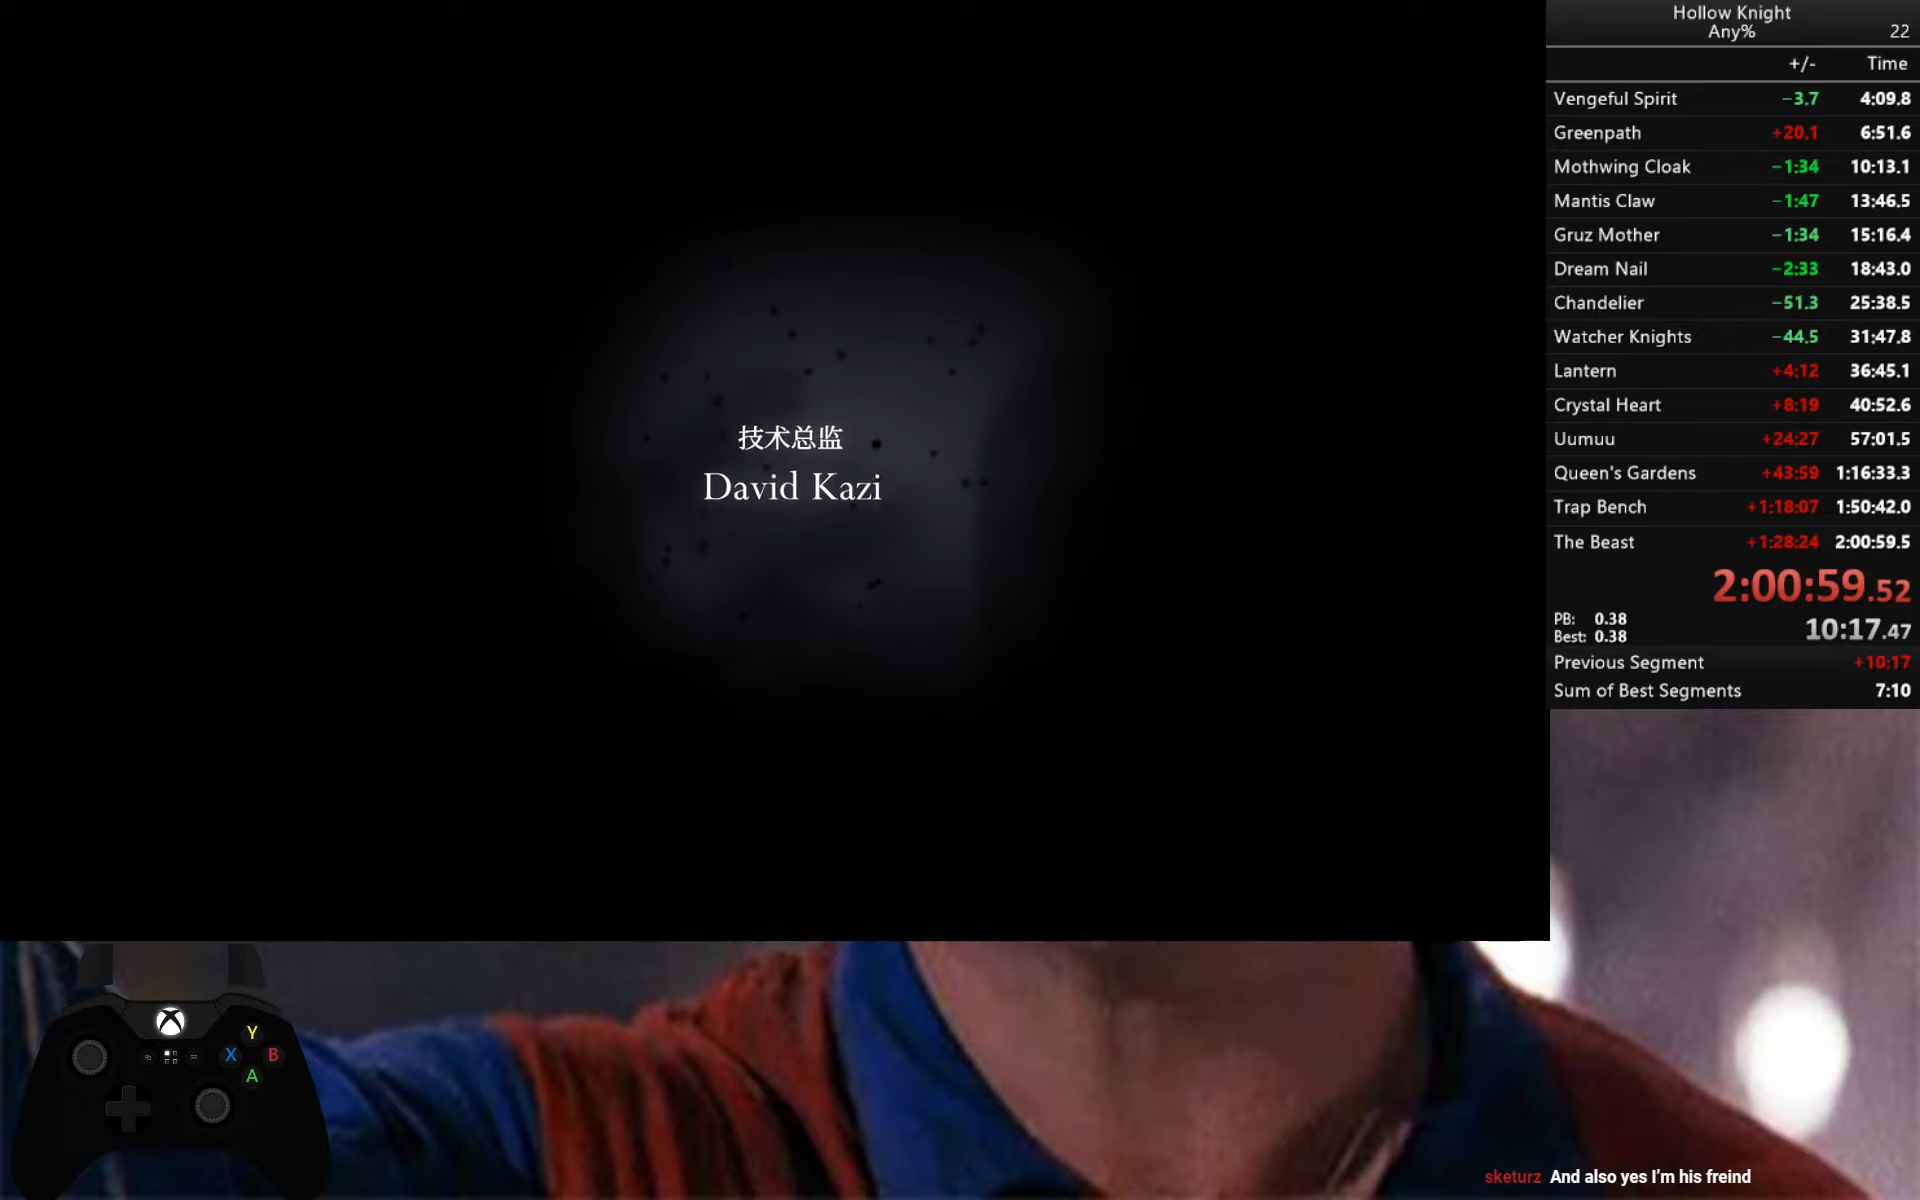 Hollow Knight
Any% 22
+/- Time
Vengeful Spirit −3.7 4:09.8
Greenpath +20.1 6:51.6
Mothwing Cloak −1:34 10:13.1
Mantis Claw −1:47 13:46.5
Gruz Mother −1:34 15:16.4
Dream Nail −2:33 18:43.0
Chandelier −51.3 25:38.5
Watcher Knights −44.5 31:47.8
Lantern +4:12 36:45.1
Crystal Heart +8:19 40:52.6
Uumuu +24:27 57:01.5
Queen's Gardens +43:59 1:16:33.3
Trap Bench +1:18:07 1:50:42.0
The Beast +1:28:24 2:00:59.5
2:00:59.52
PB: 0.38
Best: 0.38
10:17.47
Previous Segment +10:17
Sum of Best Segments 7:10
技术总监
David Kazi
Y
X B
A
sketurz And also yes I'm his freind